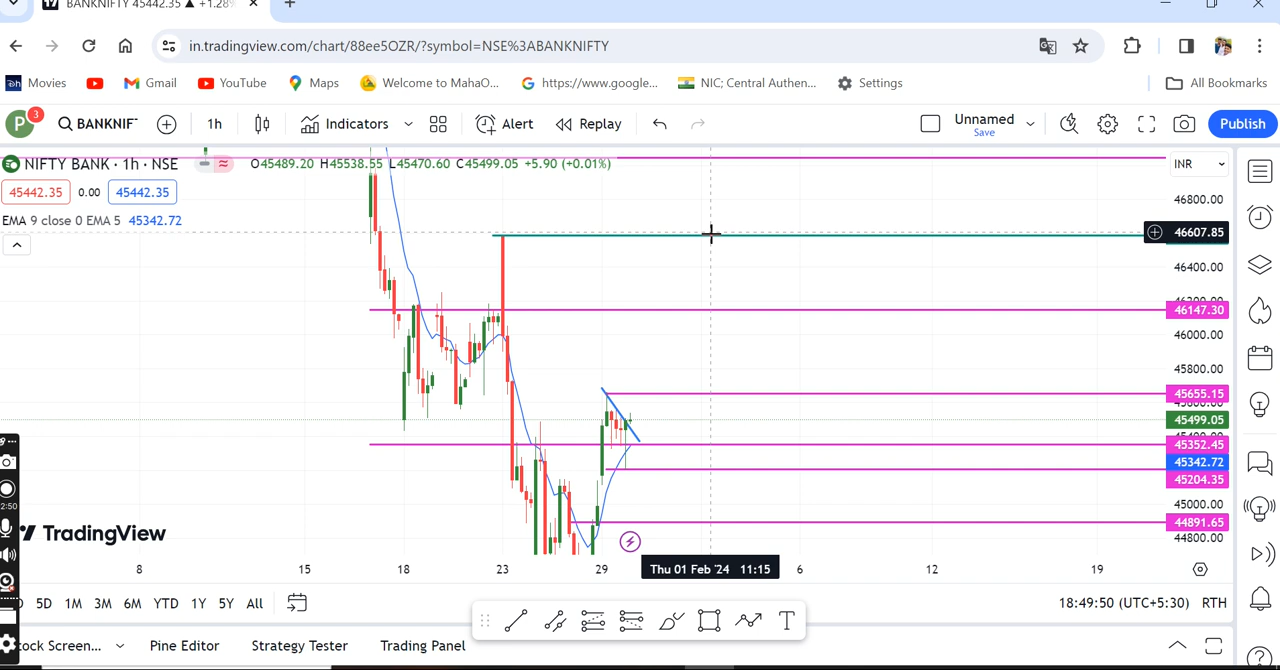 BANKNIFTY 45442.35 ▲ +1.28%
in.tradingview.com/chart/88ee5OZR/?symbol=NSE%3ABANKNIFTY
Movies Gmail YouTube Maps Welcome to MahaO... https://www.google... NIC; Central Authen... Settings All Bookmarks
P 3 BANKNIF 1h Indicators Alert Replay Unnamed Save Publish
NIFTY BANK · 1h · NSE O45489.20 H45538.55 L45470.60 C45499.05 +5.90 (+0.01%) INR
45442.35 0.00 45442.35
46800.00
EMA 9 close 0 EMA 5 45342.72
46607.85
46400.00
46147.30
46000.00
45800.00
45655.15
45499.05
45352.45
45342.72
45204.35
45000.00
44891.65
TradingView
44800.00
8 15 18 23 29 Thu 01 Feb '24 11:15 6 12 19
5D 1M 3M 6M YTD 1Y 5Y All 18:49:50 (UTC+5:30) RTH
T
tock Screen... Pine Editor Strategy Tester Trading Panel
2:50